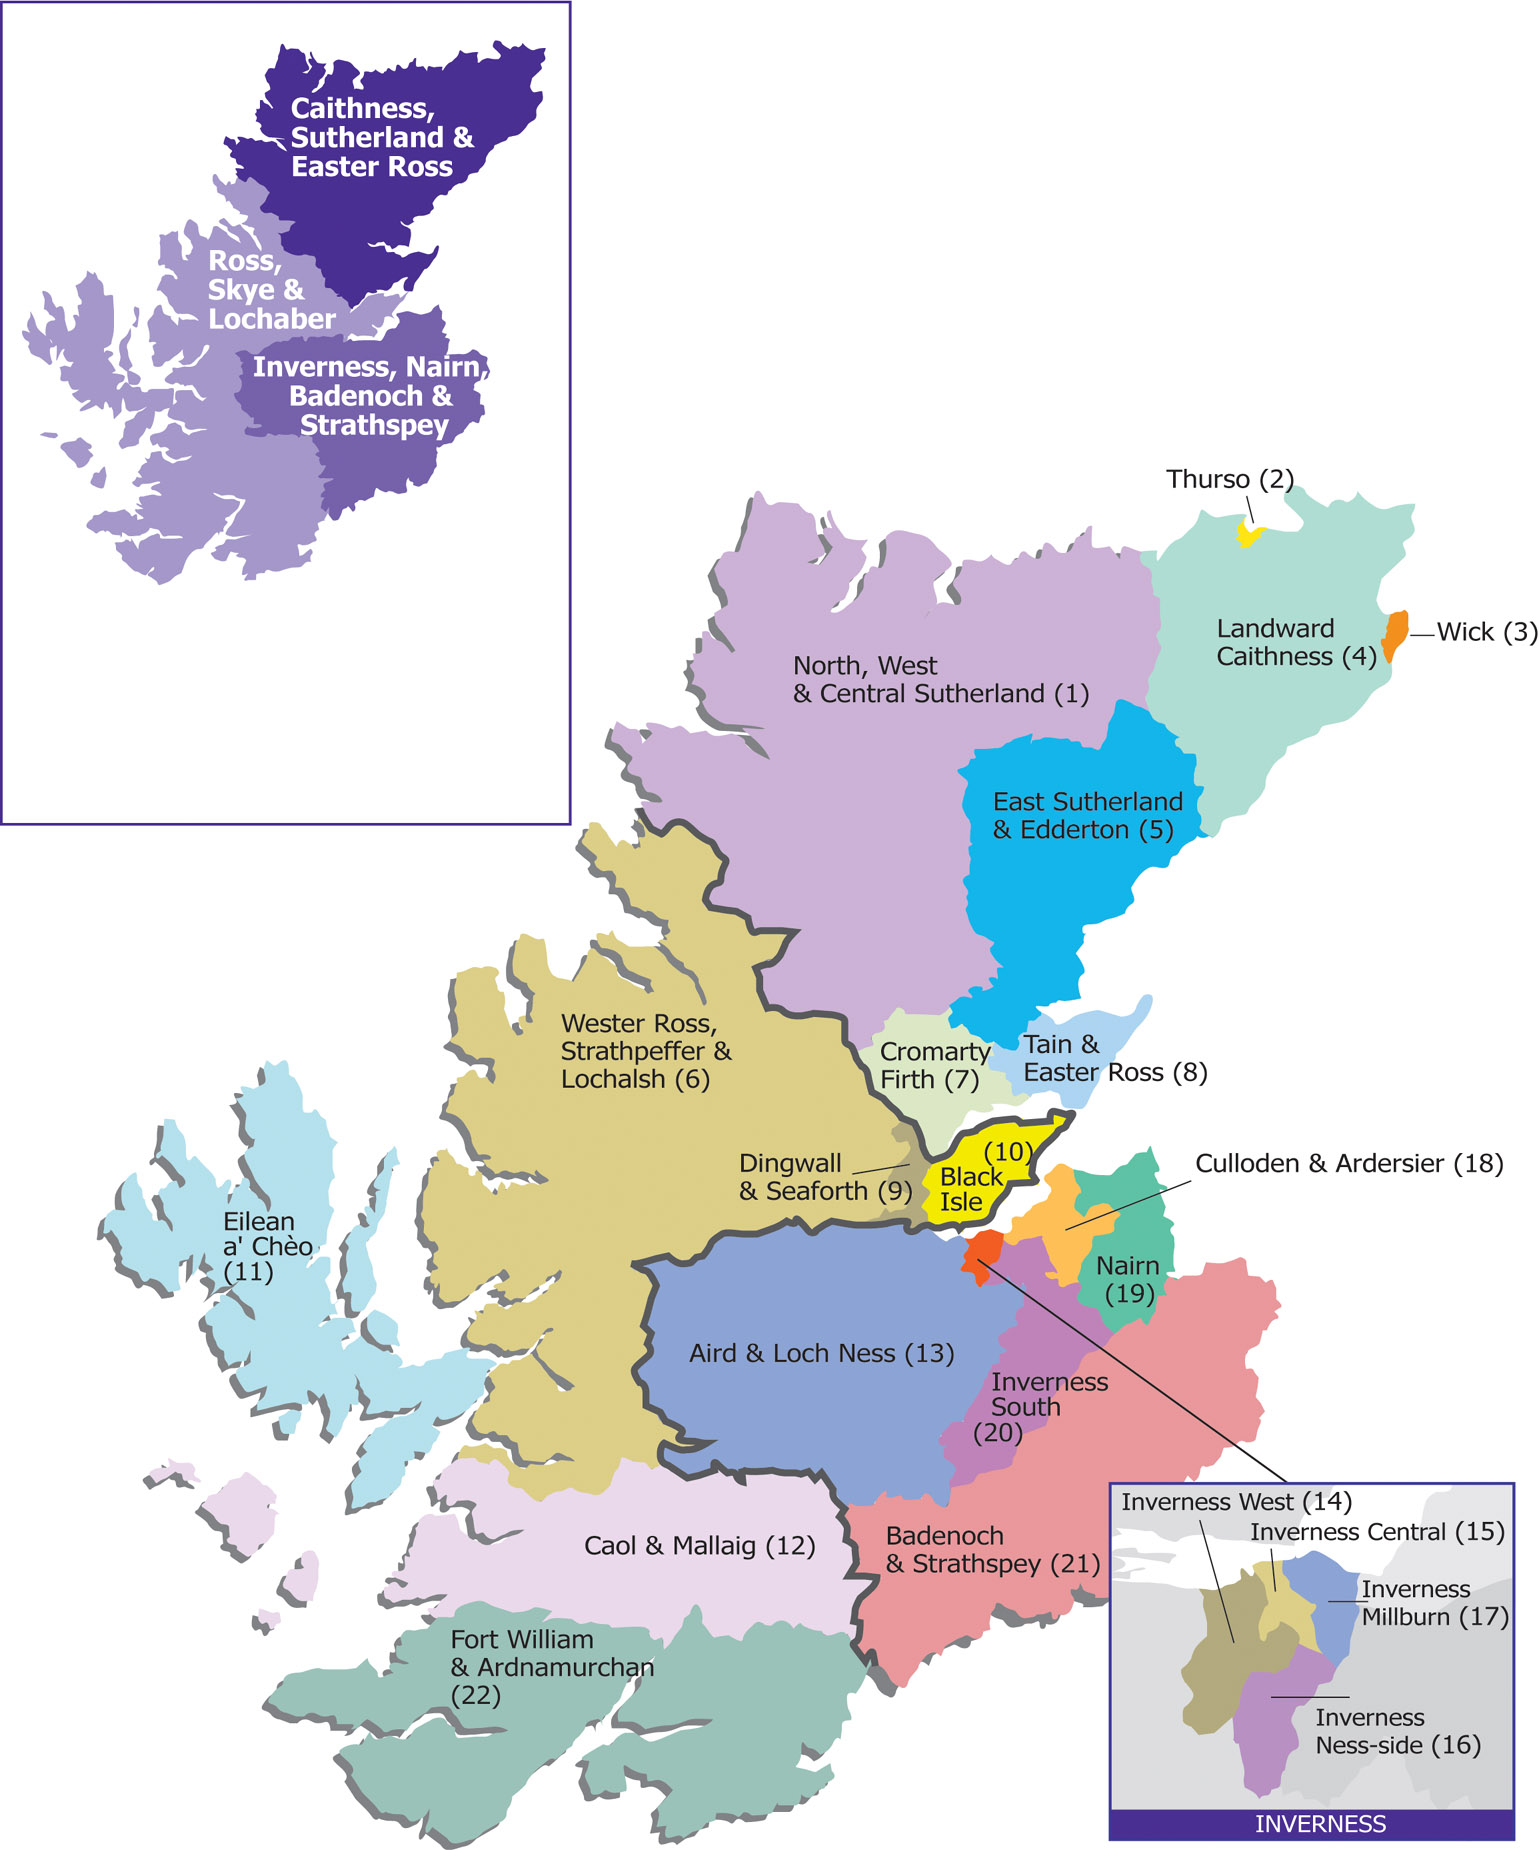 Caithness,
Sutherland &
Easter Ross
Ross,
Skye &
Lochaber
Inverness, Nairn,
Badenoch &
Strathspey
Thurso (2)
Landward
Caithness (4)
Wick (3)
North, West
& Central Sutherland (1)
East Sutherland
& Edderton (5)
Wester Ross,
Strathpeffer &
Lochalsh (6)
Cromarty
Firth (7)
Tain &
Easter Ross (8)
Dingwall
& Seaforth (9)
(10)
Black
Isle
Culloden & Ardersier (18)
Eilean
a' Chèo
(11)
Nairn
(19)
Aird & Loch Ness (13)
Inverness
South
(20)
Caol & Mallaig (12)
Badenoch
& Strathspey (21)
Fort William
& Ardnamurchan
(22)
Inverness West (14)
Inverness Central (15)
Inverness
Millburn (17)
Inverness
Ness-side (16)
INVERNESS